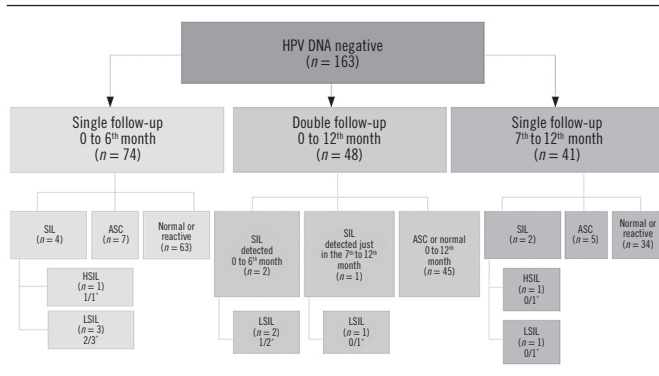 HPV DNA negative
(n = 163)
Single follow-up
0 to 6th month
(n = 74)
Double follow-up
0 to 12th month
(n = 48)
Single follow-up
7th to 12th month
(n = 41)
SIL
(n = 4)
ASC
(n = 7)
Normal or
reactive
(n = 63)
HSIL
(n = 1)
1/1*
LSIL
(n = 3)
2/3*
SIL
detected
0 to 6th month
(n = 2)
SIL
detected just
in the 7th to 12th
month
(n = 1)
ASC or normal
0 to 12th
month
(n = 45)
LSIL
(n = 2)
1/2*
LSIL
(n = 1)
0/1*
SIL
(n = 2)
ASC
(n = 5)
Normal or
reactive
(n = 34)
HSIL
(n = 1)
0/1*
LSIL
(n = 1)
0/1*